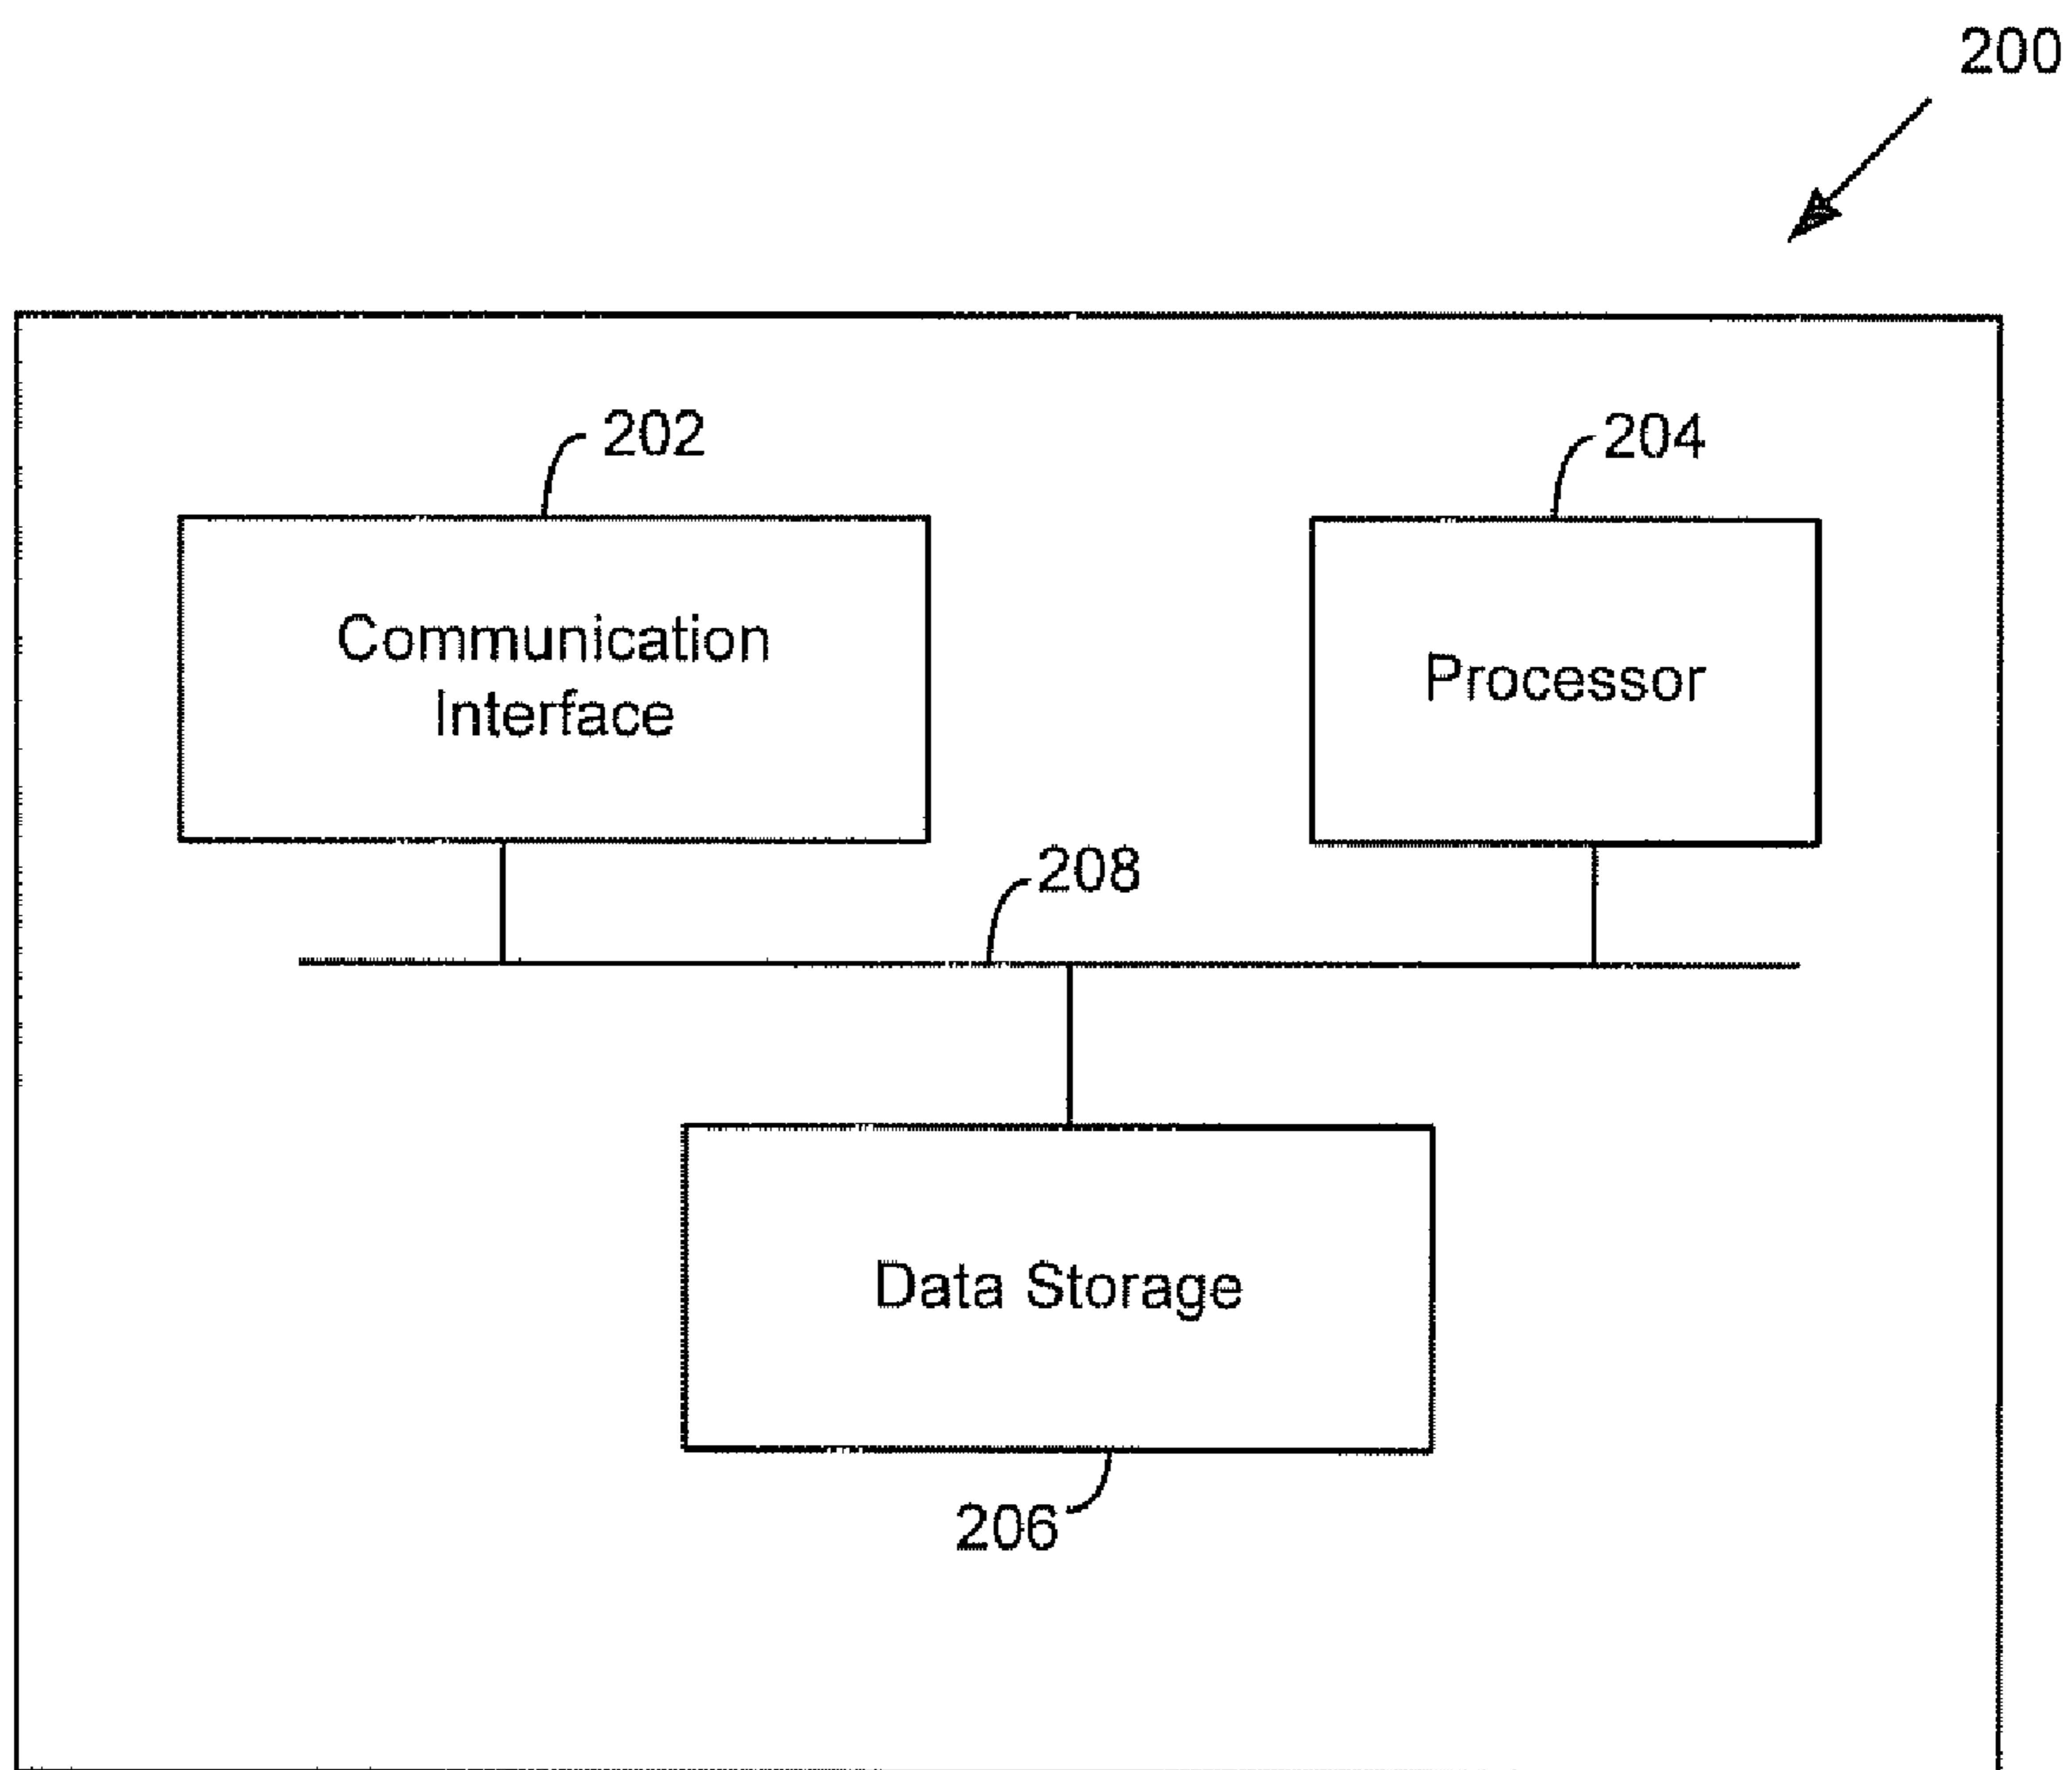 200
202
204
Communication
Interface
Processor
208
Data Storage
206